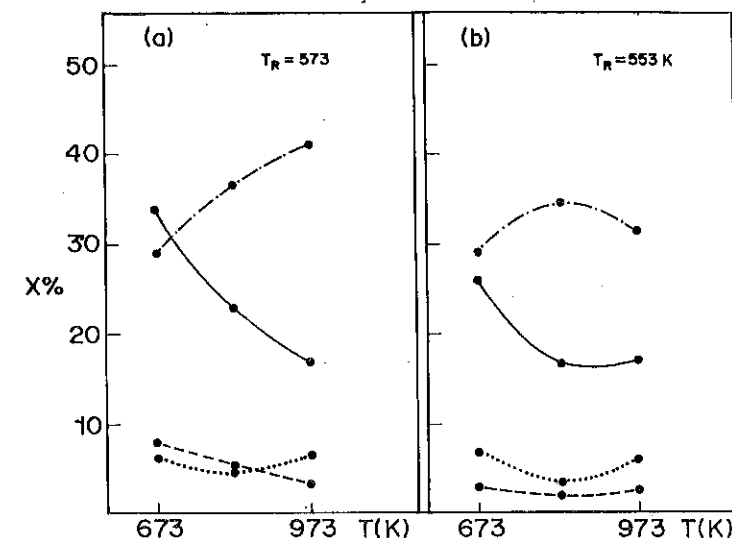 (a)
T_R = 573
(b)
T_R = 553 K
50
40
30
X%
20
10
673
973
T(K)
673
973
T(K)